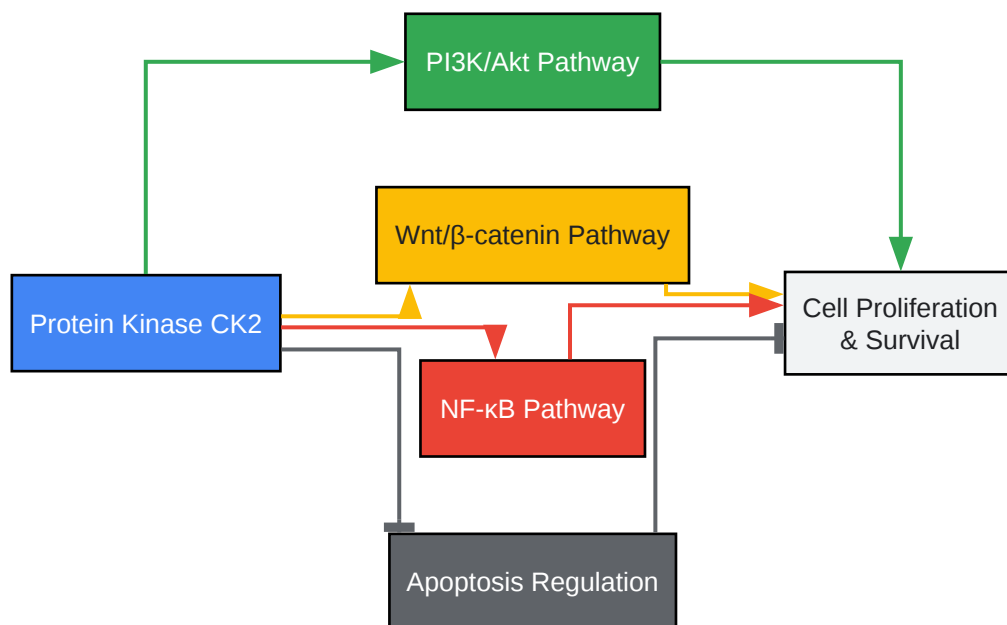 PI3K/Akt Pathway
Wnt/β-catenin Pathway
Protein Kinase CK2
Cell Proliferation
& Survival
NF-κB Pathway
Apoptosis Regulation